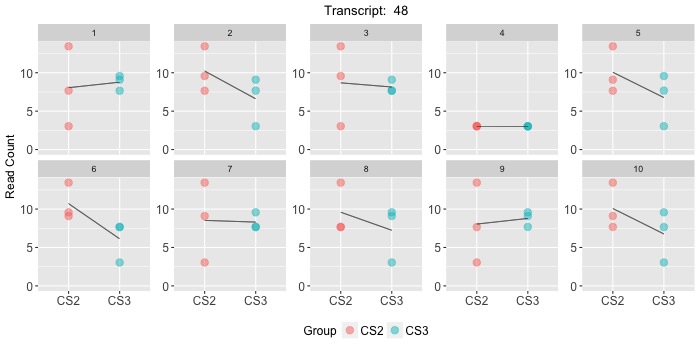 Transcript: 48
1 2 3 4 5
10
5
0
Read Count
6 7 8 9 10
10
5
0
CS2 CS3 CS2 CS3 CS2 CS3 CS2 CS3 CS2 CS3
Group CS2 CS3